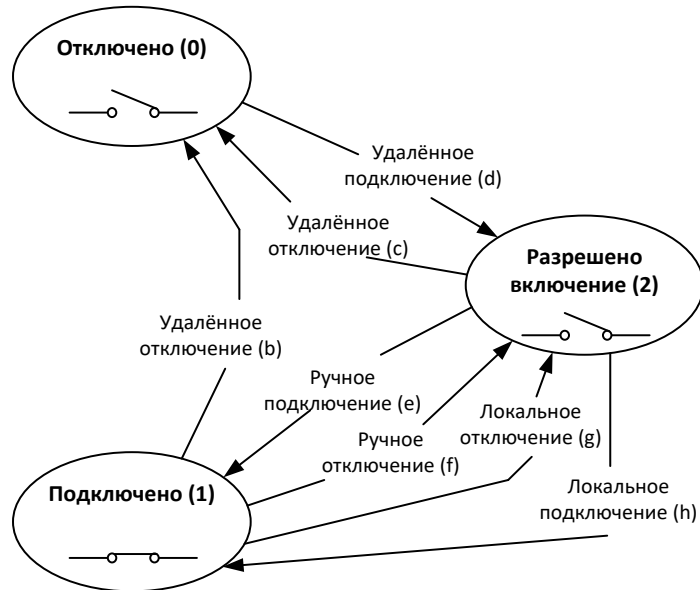 Отключено (0)
Удалённое
подключение (d)
Удалённое
отключение (c)
Разрешено
включение (2)
Удалённое
отключение (b)
Ручное
подключение (e)
Локальное
отключение (g)
Ручное
отключение (f)
Подключено (1)
Локальное
подключение (h)